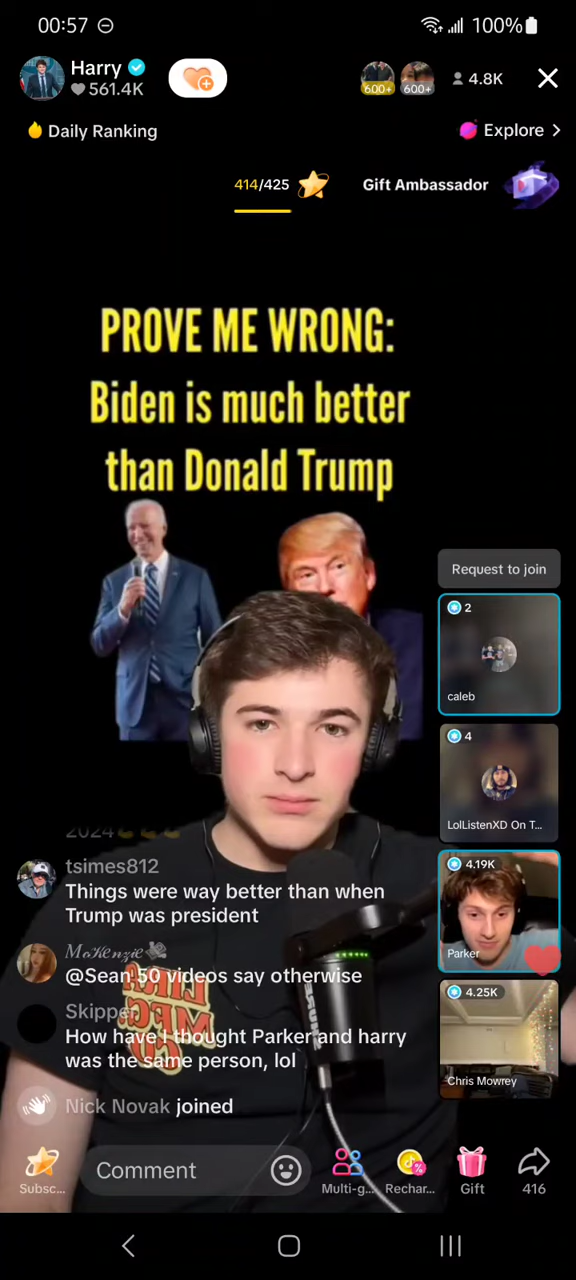 00:57
100%
Harry
561.4K
600+
600+
4.8K
Daily Ranking
Explore >
414/425
Gift Ambassador
PROVE ME WRONG:
Biden is much better
than Donald Trump
Request to join
2
caleb
4
LolListenXD On T...
4.19K
Parker
4.25K
Chris Mowrey
2024
tsimes812
Things were way better than when
Trump was president
MaKenzie
@Sean 50 videos say otherwise
Skipper
How have I thought Parker and harry
was the same person, lol
Nick Novak joined
Subsc...
Comment
Multi-g...
Rechar...
Gift
416